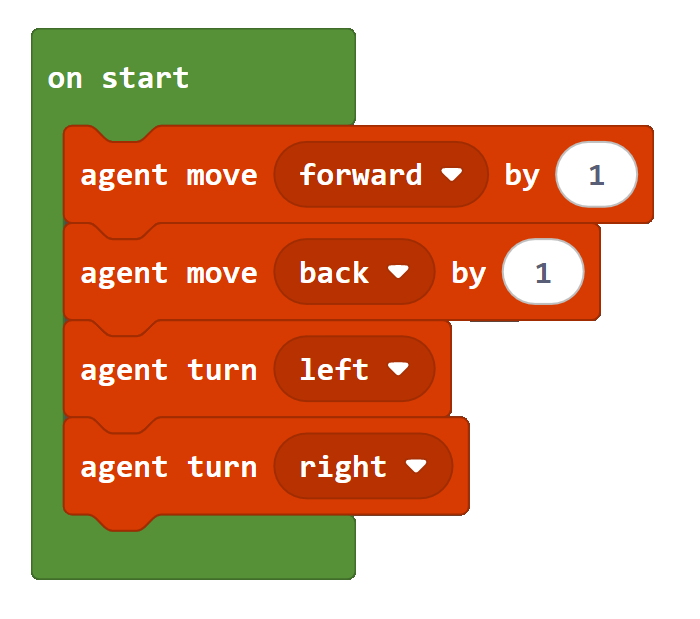 on start
agent move forward by 1
agent move back by 1
agent turn left
agent turn right